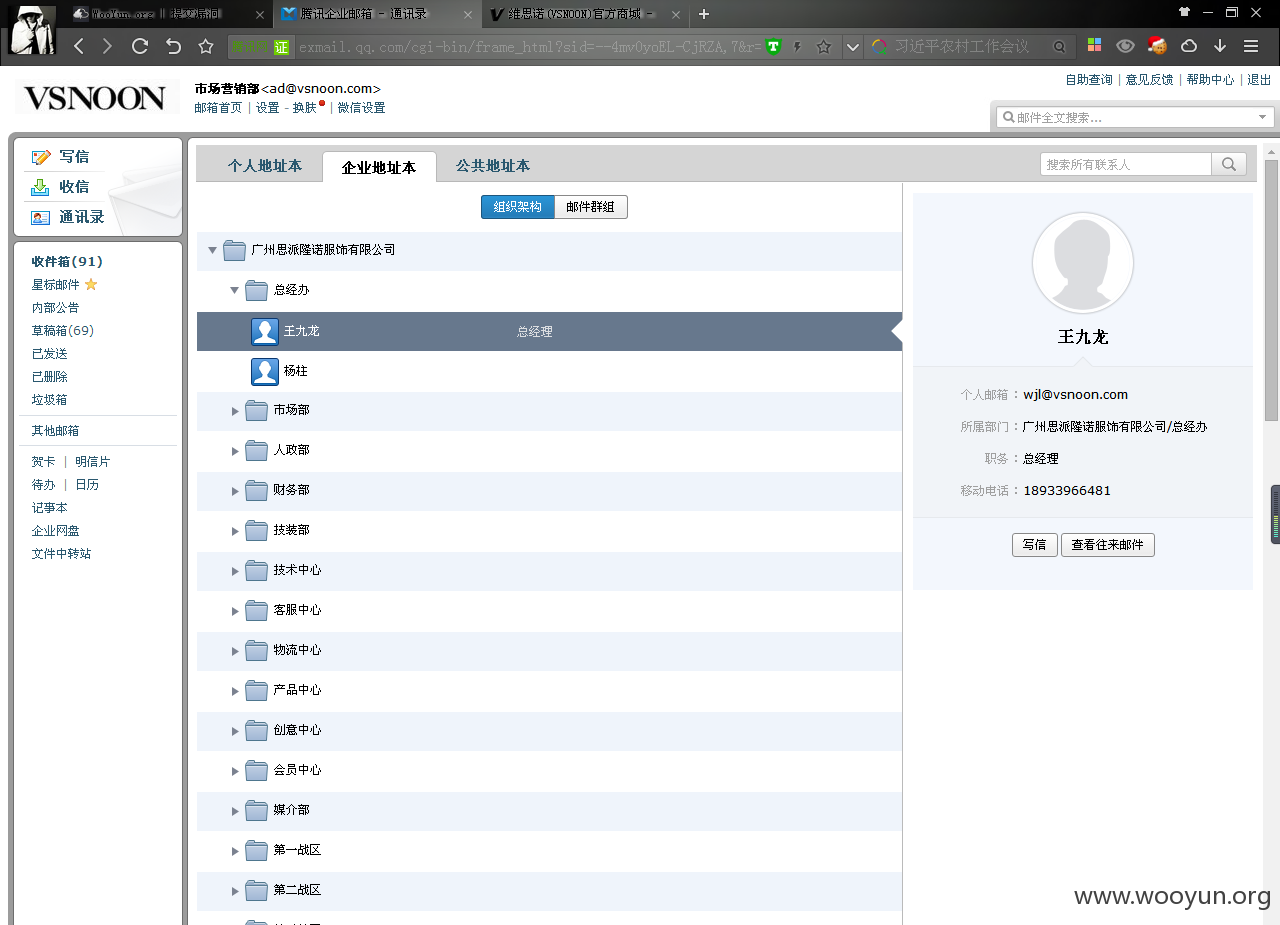 WooYun.org | 提交漏洞
腾讯企业邮箱 - 通讯录
维思诺(VSNOON)官方商城 -
证
exmail.qq.com/cgi-bin/frame_html?sid=--4mv0yoEL-CjRZA,7&r=
习近平农村工作会议
VSNOON
市场营销部<ad@vsnoon.com>
邮箱首页 | 设置 - 换肤 | 微信设置
自助查询 | 意见反馈 | 帮助中心 | 退出
邮件全文搜索...
写信
收信
通讯录
收件箱(91)
星标邮件
内部公告
草稿箱(69)
已发送
已删除
垃圾箱
其他邮箱
贺卡 | 明信片
待办 | 日历
记事本
企业网盘
文件中转站
个人地址本
企业地址本
公共地址本
搜索所有联系人
组织架构
邮件群组
广州思派隆诺服饰有限公司
总经办
王九龙 总经理
杨柱
市场部
人政部
财务部
技装部
技术中心
客服中心
物流中心
产品中心
创意中心
会员中心
媒介部
第一战区
第二战区
王九龙
个人邮箱：wjl@vsnoon.com
所属部门：广州思派隆诺服饰有限公司/总经办
职务：总经理
移动电话：18933966481
写信
查看往来邮件
www.wooyun.org